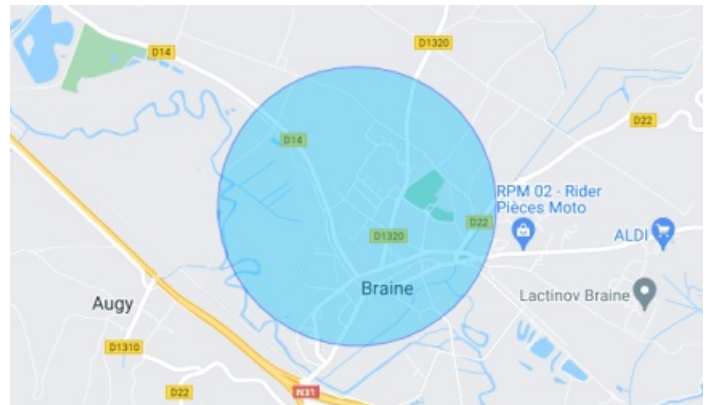 D1320
D14
D22
D14
RPM 02 - Rider
Pièces Moto
D22
D1320
ALDI
Braine
Lactinov Braine
Augy
D1310
D22
N31